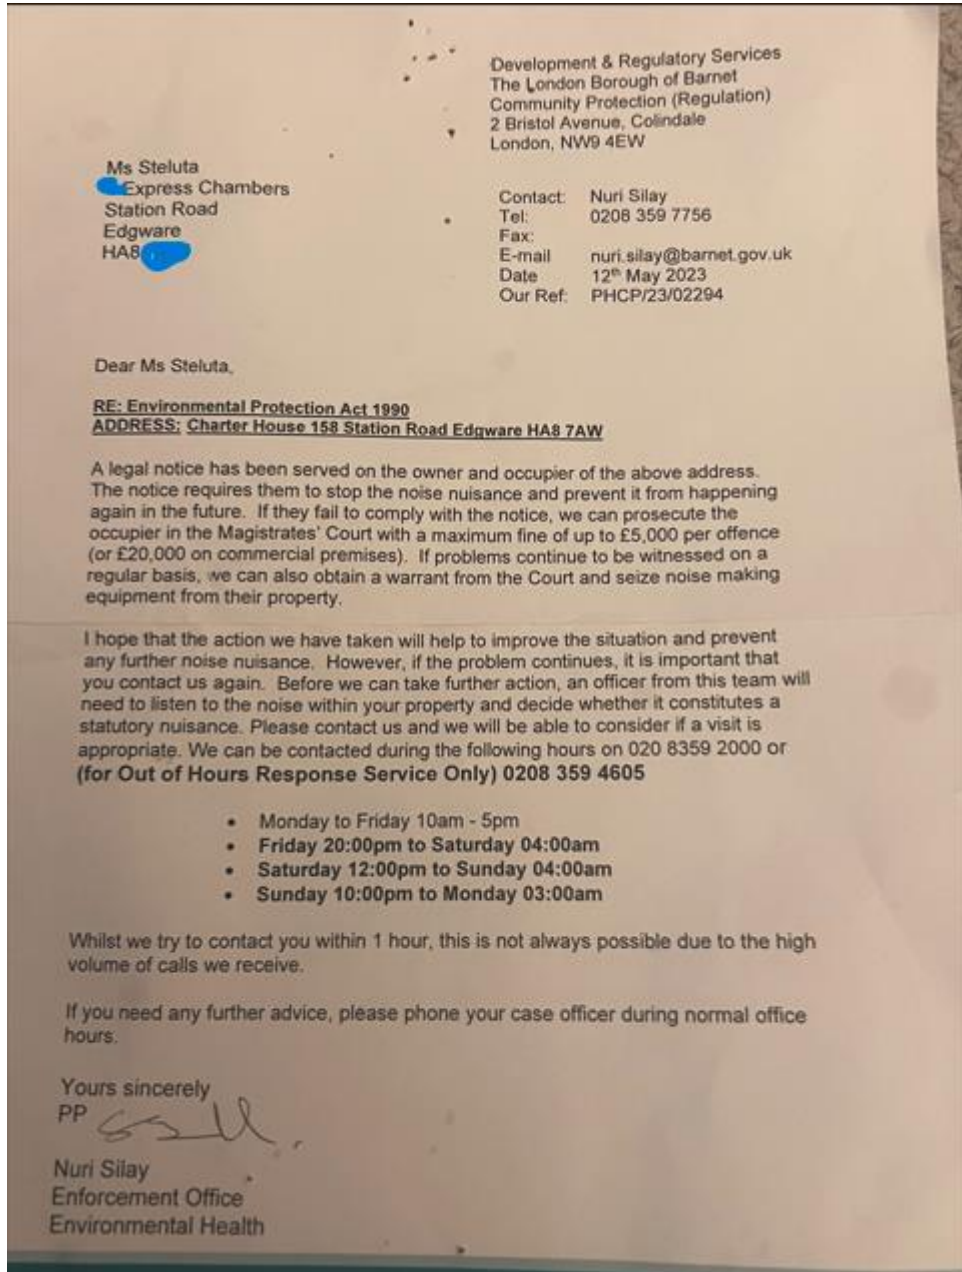 Development & Regulatory Services
The London Borough of Barnet
Community Protection (Regulation)
2 Bristol Avenue, Colindale
London, NW9 4EW
Ms Steluta
Express Chambers
Station Road
Edgware
HA8
Contact: Nuri Silay
Tel: 0208 359 7756
Fax:
E-mail nuri.silay@barnet.gov.uk
Date 12th May 2023
Our Ref: PHCP/23/02294
Dear Ms Steluta,
RE: Environmental Protection Act 1990
ADDRESS: Charter House 158 Station Road Edgware HA8 7AW
A legal notice has been served on the owner and occupier of the above address.
The notice requires them to stop the noise nuisance and prevent it from happening
again in the future. If they fail to comply with the notice, we can prosecute the
occupier in the Magistrates' Court with a maximum fine of up to £5,000 per offence
(or £20,000 on commercial premises). If problems continue to be witnessed on a
regular basis, we can also obtain a warrant from the Court and seize noise making
equipment from their property.
I hope that the action we have taken will help to improve the situation and prevent
any further noise nuisance. However, if the problem continues, it is important that
you contact us again. Before we can take further action, an officer from this team will
need to listen to the noise within your property and decide whether it constitutes a
statutory nuisance. Please contact us and we will be able to consider if a visit is
appropriate. We can be contacted during the following hours on 020 8359 2000 or
(for Out of Hours Response Service Only) 0208 359 4605
• Monday to Friday 10am - 5pm
• Friday 20:00pm to Saturday 04:00am
• Saturday 12:00pm to Sunday 04:00am
• Sunday 10:00pm to Monday 03:00am
Whilst we try to contact you within 1 hour, this is not always possible due to the high
volume of calls we receive.
If you need any further advice, please phone your case officer during normal office
hours.
Yours sincerely
PP
Nuri Silay
Enforcement Office
Environmental Health